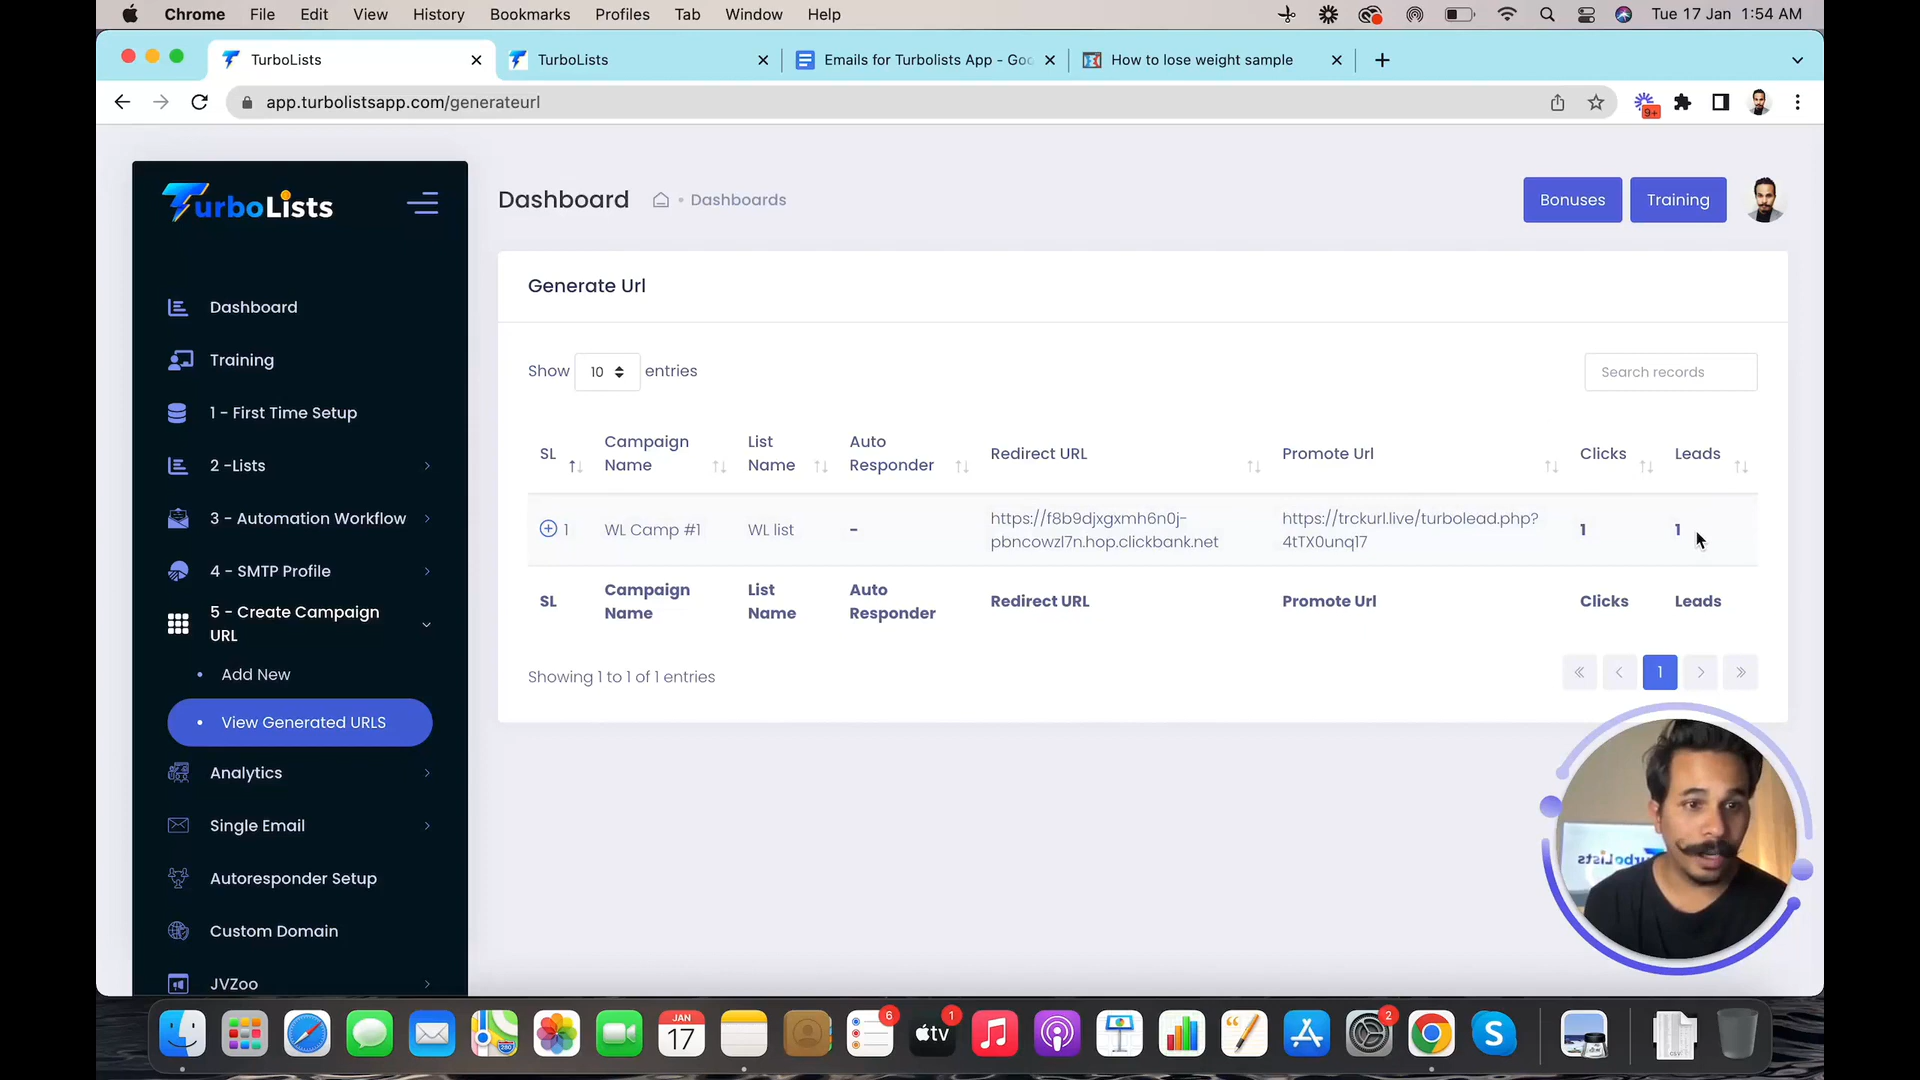 Chrome File Edit View History Bookmarks Profiles Tab Window Help Tue 17 Jan 1:54 AM
TurboLists TurboLists Emails for Turbolists App - Goo How to lose weight sample
app.turbolistsapp.com/generateurl 9+
TurboLists
Dashboard Dashboards Bonuses Training
Generate Url
Dashboard
Training
1 - First Time Setup
2 -Lists
3 - Automation Workflow
4 - SMTP Profile
5 - Create Campaign
URL
Add New
View Generated URLS
Analytics
Single Email
Autoresponder Setup
Custom Domain
JVZoo
Show 10 entries Search records
SL Campaign Name List Name Auto Responder Redirect URL Promote Url Clicks Leads
1 WL Camp #1 WL list - https://f8b9djxgxmh6n0j- https://trckurl.live/turbolead.php? 1 1
pbncowzl7n.hop.clickbank.net 4tTX0unq17
SL Campaign Name List Name Auto Responder Redirect URL Promote Url Clicks Leads
Showing 1 to 1 of 1 entries « ‹ 1 › »
TurboLists
JAN
17
6
tv
1
2
S